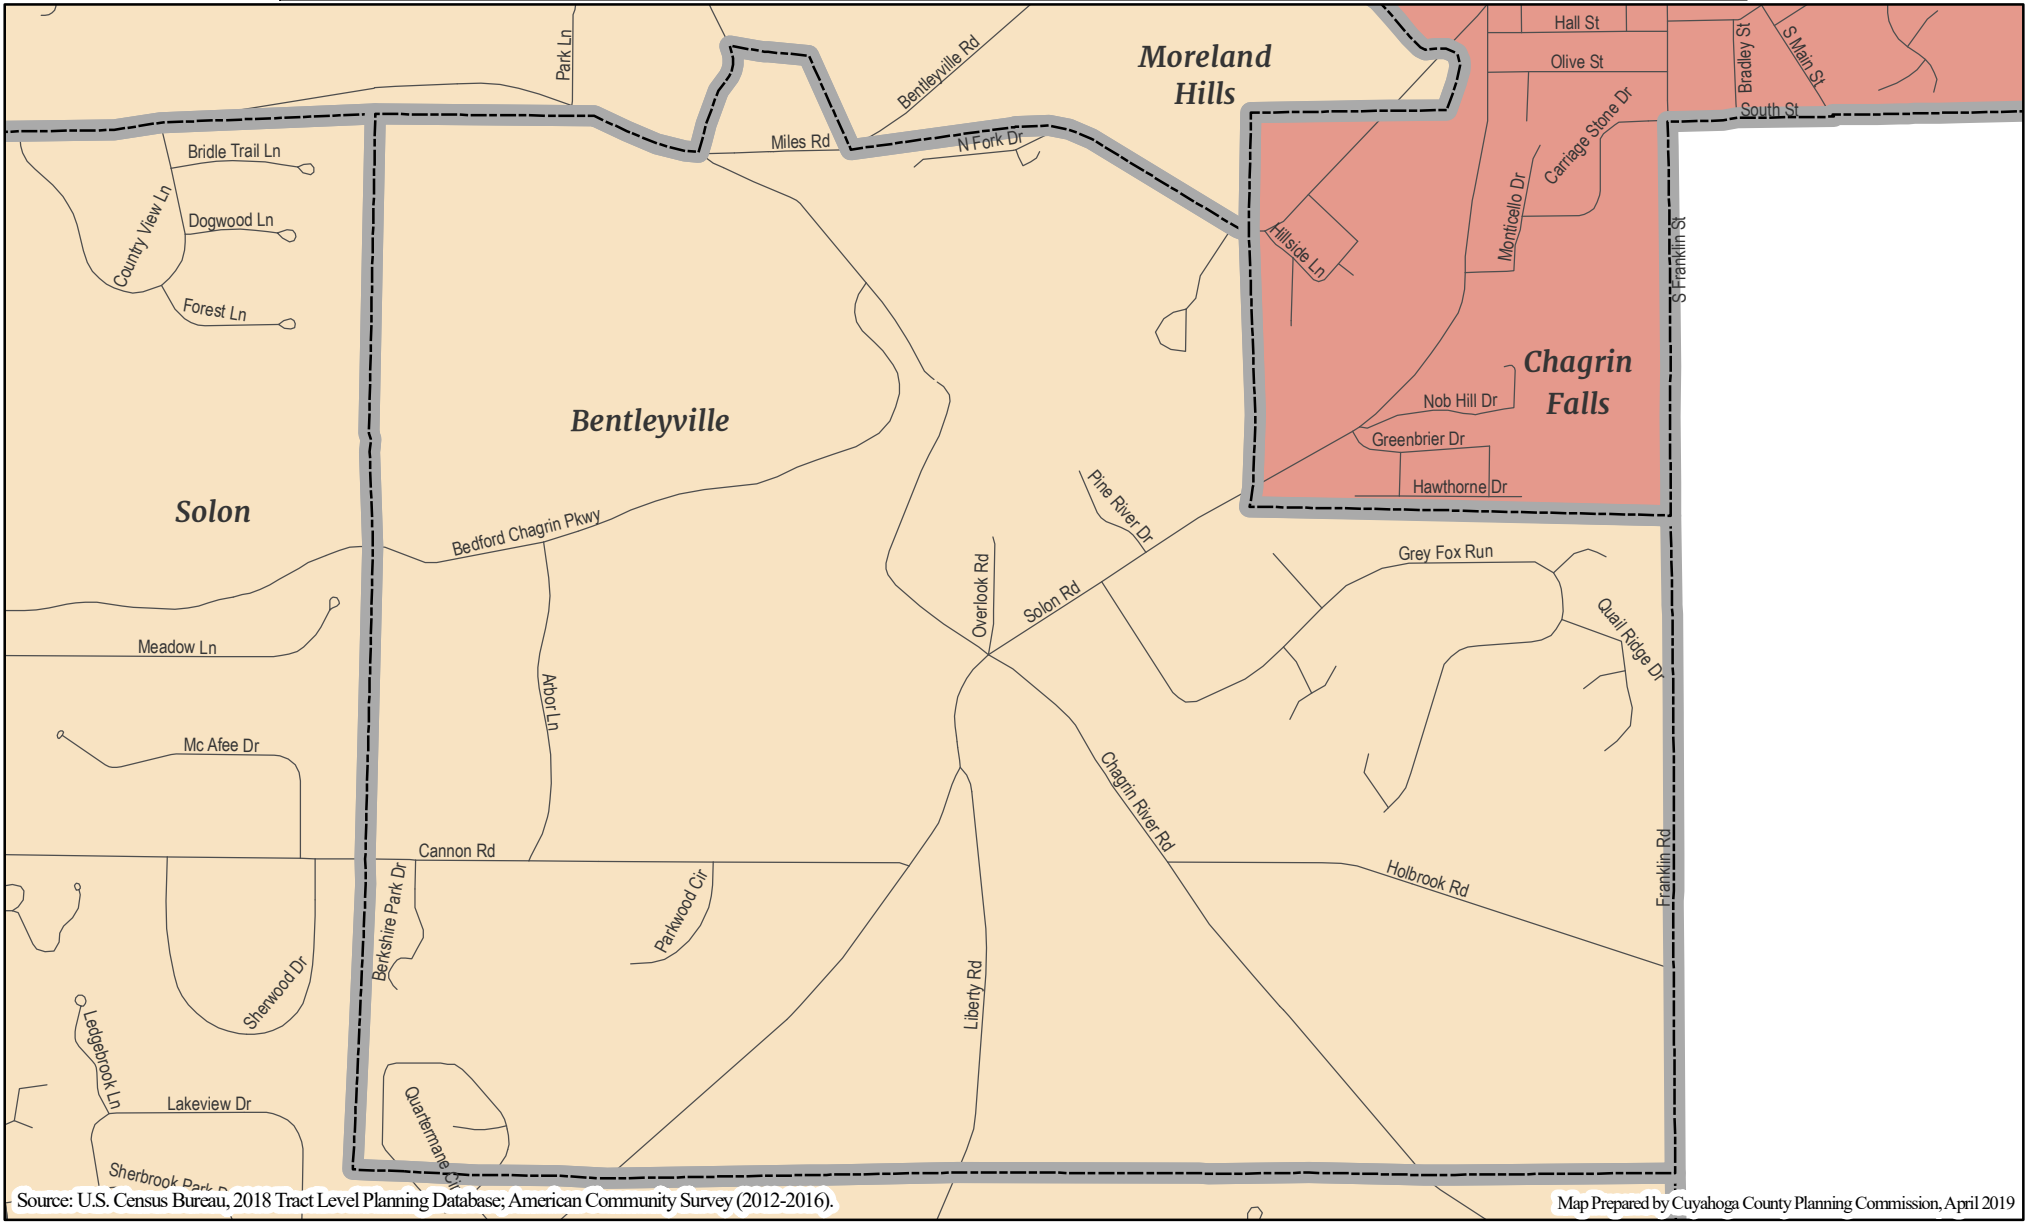 Hall St
Olive St
Bradley St
S Main St
South St
Park Ln
Bentleyville Rd
Moreland
Hills
Miles Rd
N Fork Dr
Carriage Stone Dr
Monticello Dr
Hillside Ln
S Franklin St
Bridle Trail Ln
Country View Ln
Dogwood Ln
Forest Ln
Chagrin
Falls
Nob Hill Dr
Greenbrier Dr
Hawthorne Dr
Bentleyville
Solon
Bedford Chagrin Pkwy
Pine River Dr
Overlook Rd
Solon Rd
Grey Fox Run
Quail Ridge Dr
Meadow Ln
Arbor Ln
Mc Afee Dr
Chagrin River Rd
Cannon Rd
Berkshire Park Dr
Parkwood Cir
Holbrook Rd
Franklin Rd
Sherwood Dr
Liberty Rd
Ledgebrook Ln
Lakeview Dr
Quartermane Cir
Sherbrook Park
Source: U.S. Census Bureau, 2018 Tract Level Planning Database; American Community Survey (2012-2016).
Map Prepared by Cuyahoga County Planning Commission, April 2019